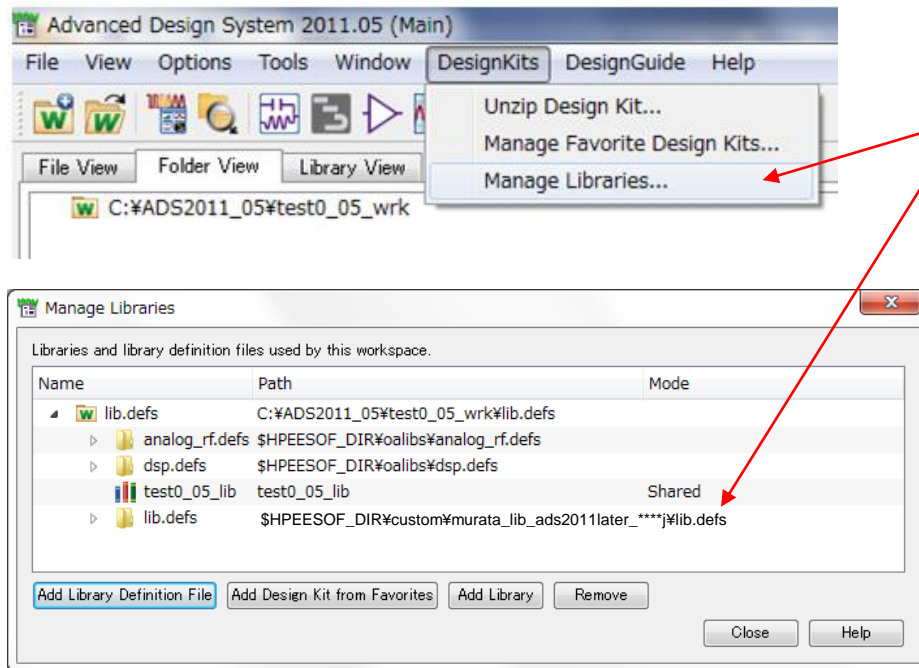 Advanced Design System 2011.05 (Main)
File View Options Tools Window DesignKits DesignGuide Help
Unzip Design Kit...
Manage Favorite Design Kits...
Manage Libraries...
File View Folder View Library View
C:¥ADS2011_05¥test0_05_wrk
Manage Libraries
Libraries and library definition files used by this workspace.
Name Path Mode
lib.defs C:¥ADS2011_05¥test0_05_wrk¥lib.defs
analog_rf.defs $HPEESOF_DIR¥oalibs¥analog_rf.defs
dsp.defs $HPEESOF_DIR¥oalibs¥dsp.defs
test0_05_lib test0_05_lib Shared
lib.defs $HPEESOF_DIR¥custom¥murata_lib_ads2011later_****j¥lib.defs
Add Library Definition File Add Design Kit from Favorites Add Library Remove
Close Help